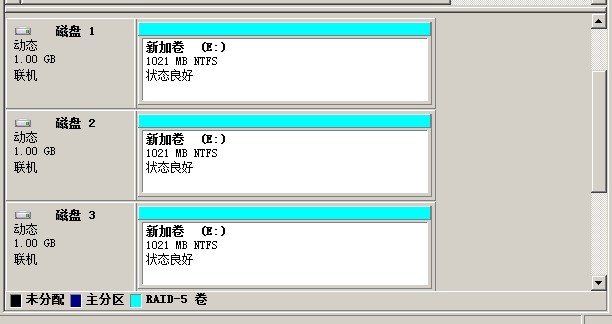 磁盘 1
动态
1.00 GB
联机
新加卷 (E:)
1021 MB NTFS
状态良好
磁盘 2
动态
1.00 GB
联机
新加卷 (E:)
1021 MB NTFS
状态良好
磁盘 3
动态
1.00 GB
联机
新加卷 (E:)
1021 MB NTFS
状态良好
未分配 主分区 RAID-5 卷